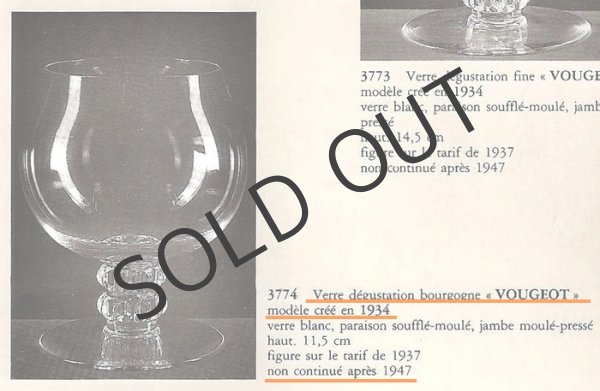 3773 Verre dégustation fine « VOUGE
modèle créé en 1934
verre blanc, paraison soufflé-moulé, jamb
pressé
haut. 14,5 cm
figure sur le tarif de 1937
non continué après 1947
SOLD OUT
3774 Verre dégustation bourgogne « VOUGEOT »
modèle créé en 1934
verre blanc, paraison soufflé-moulé, jambe moulé-pressé
haut. 11,5 cm
figure sur le tarif de 1937
non continué après 1947